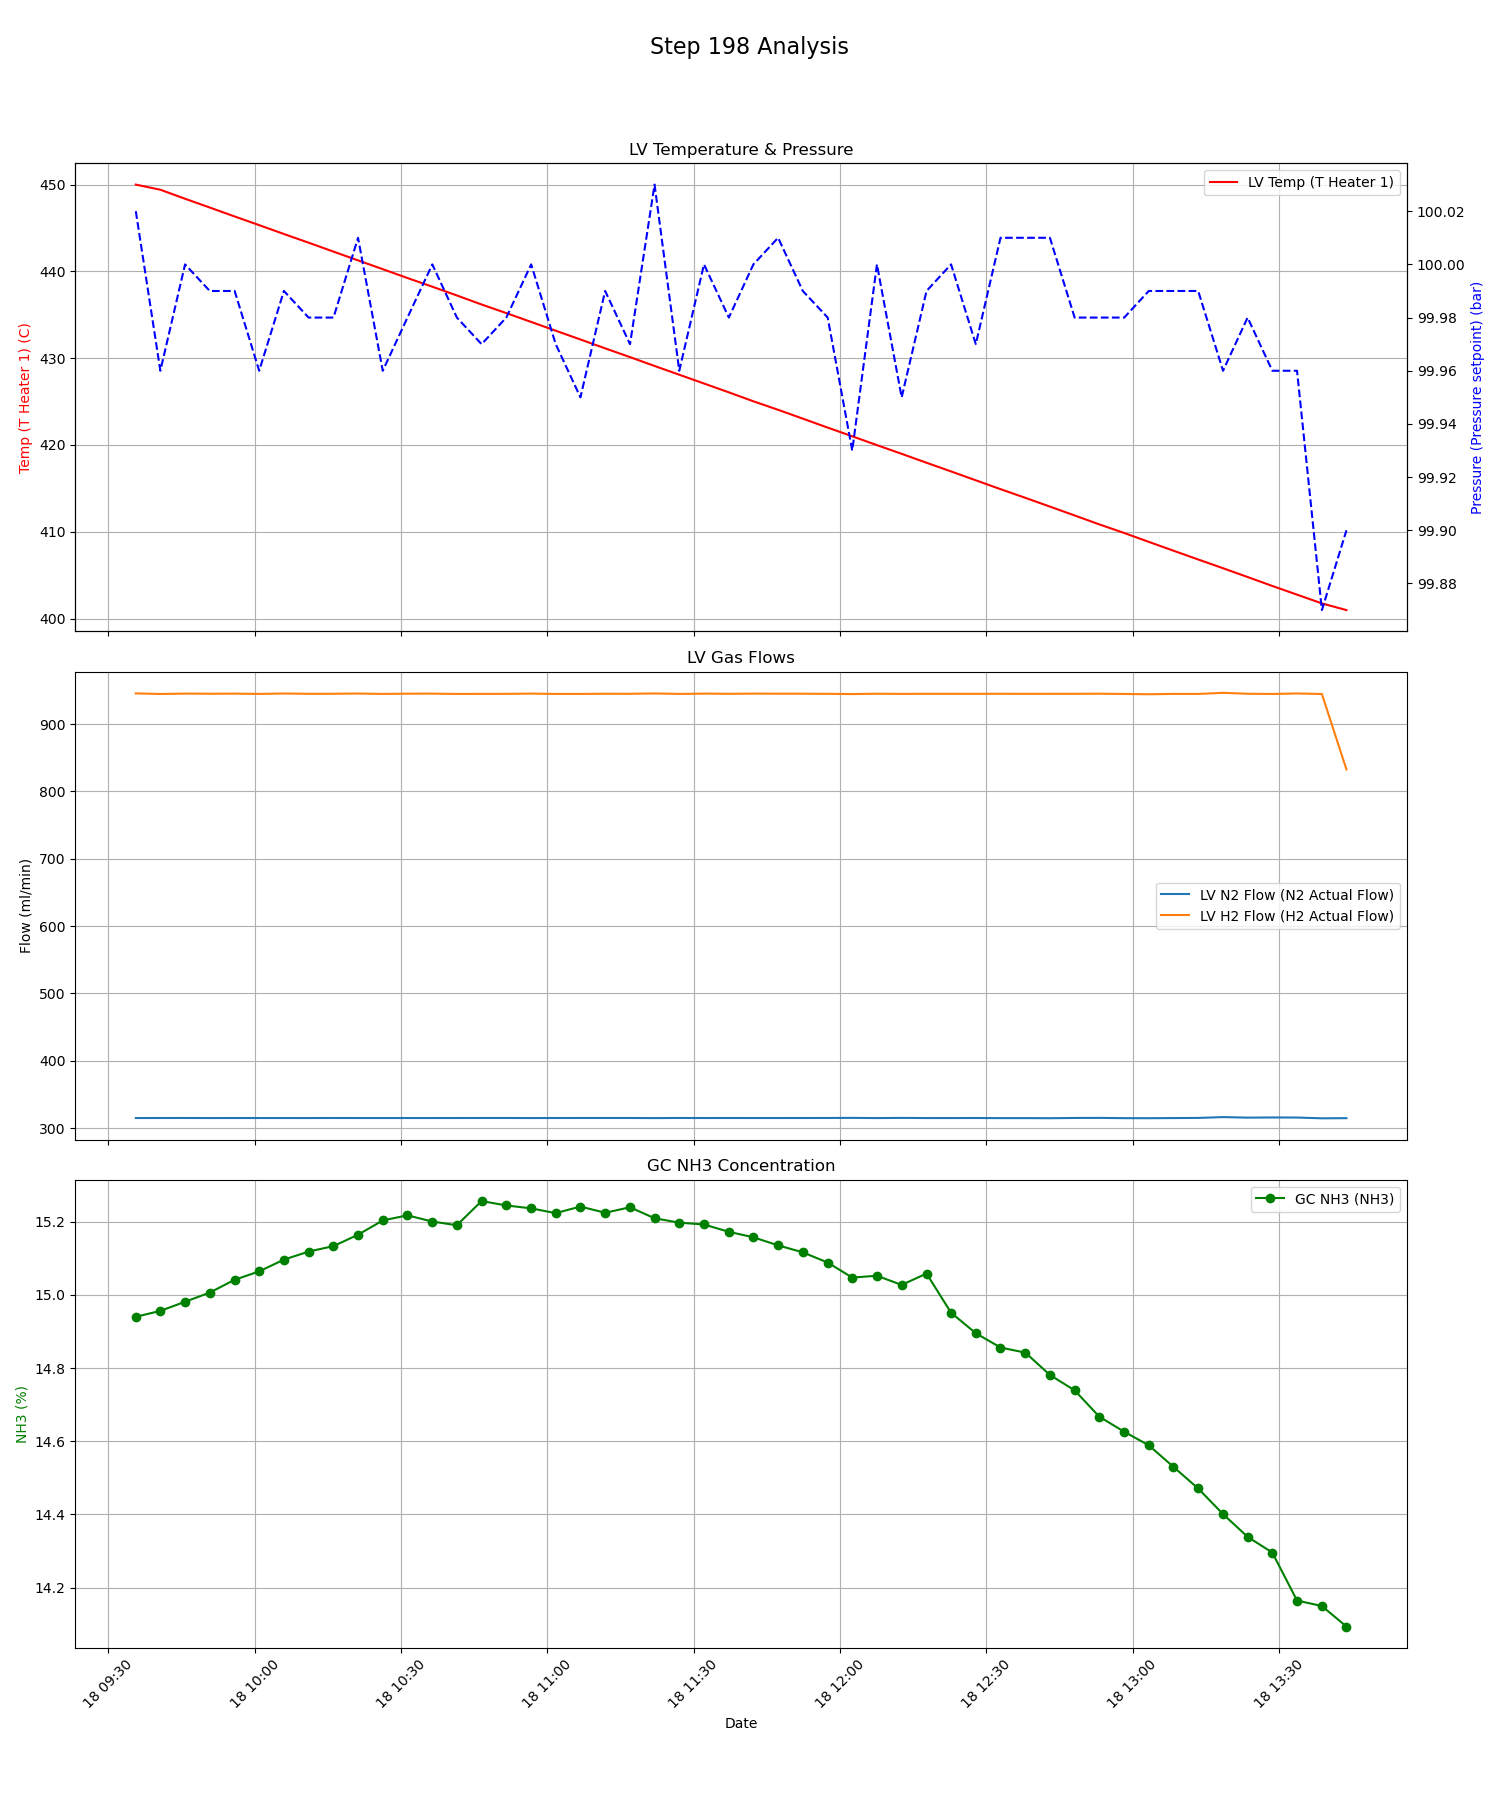 Step 198 Analysis
LV Temperature & Pressure
LV Temp (T Heater 1)
Temp (T Heater 1) (C)
450
440
430
420
410
400
Pressure (Pressure setpoint) (bar)
100.02
100.00
99.98
99.96
99.94
99.92
99.90
99.88
LV Gas Flows
Flow (ml/min)
900
800
700
600
500
400
300
LV N2 Flow (N2 Actual Flow)
LV H2 Flow (H2 Actual Flow)
GC NH3 Concentration
GC NH3 (NH3)
NH3 (%)
15.2
15.0
14.8
14.6
14.4
14.2
18 09:30
18 10:00
18 10:30
18 11:00
18 11:30
18 12:00
18 12:30
18 13:00
18 13:30
Date